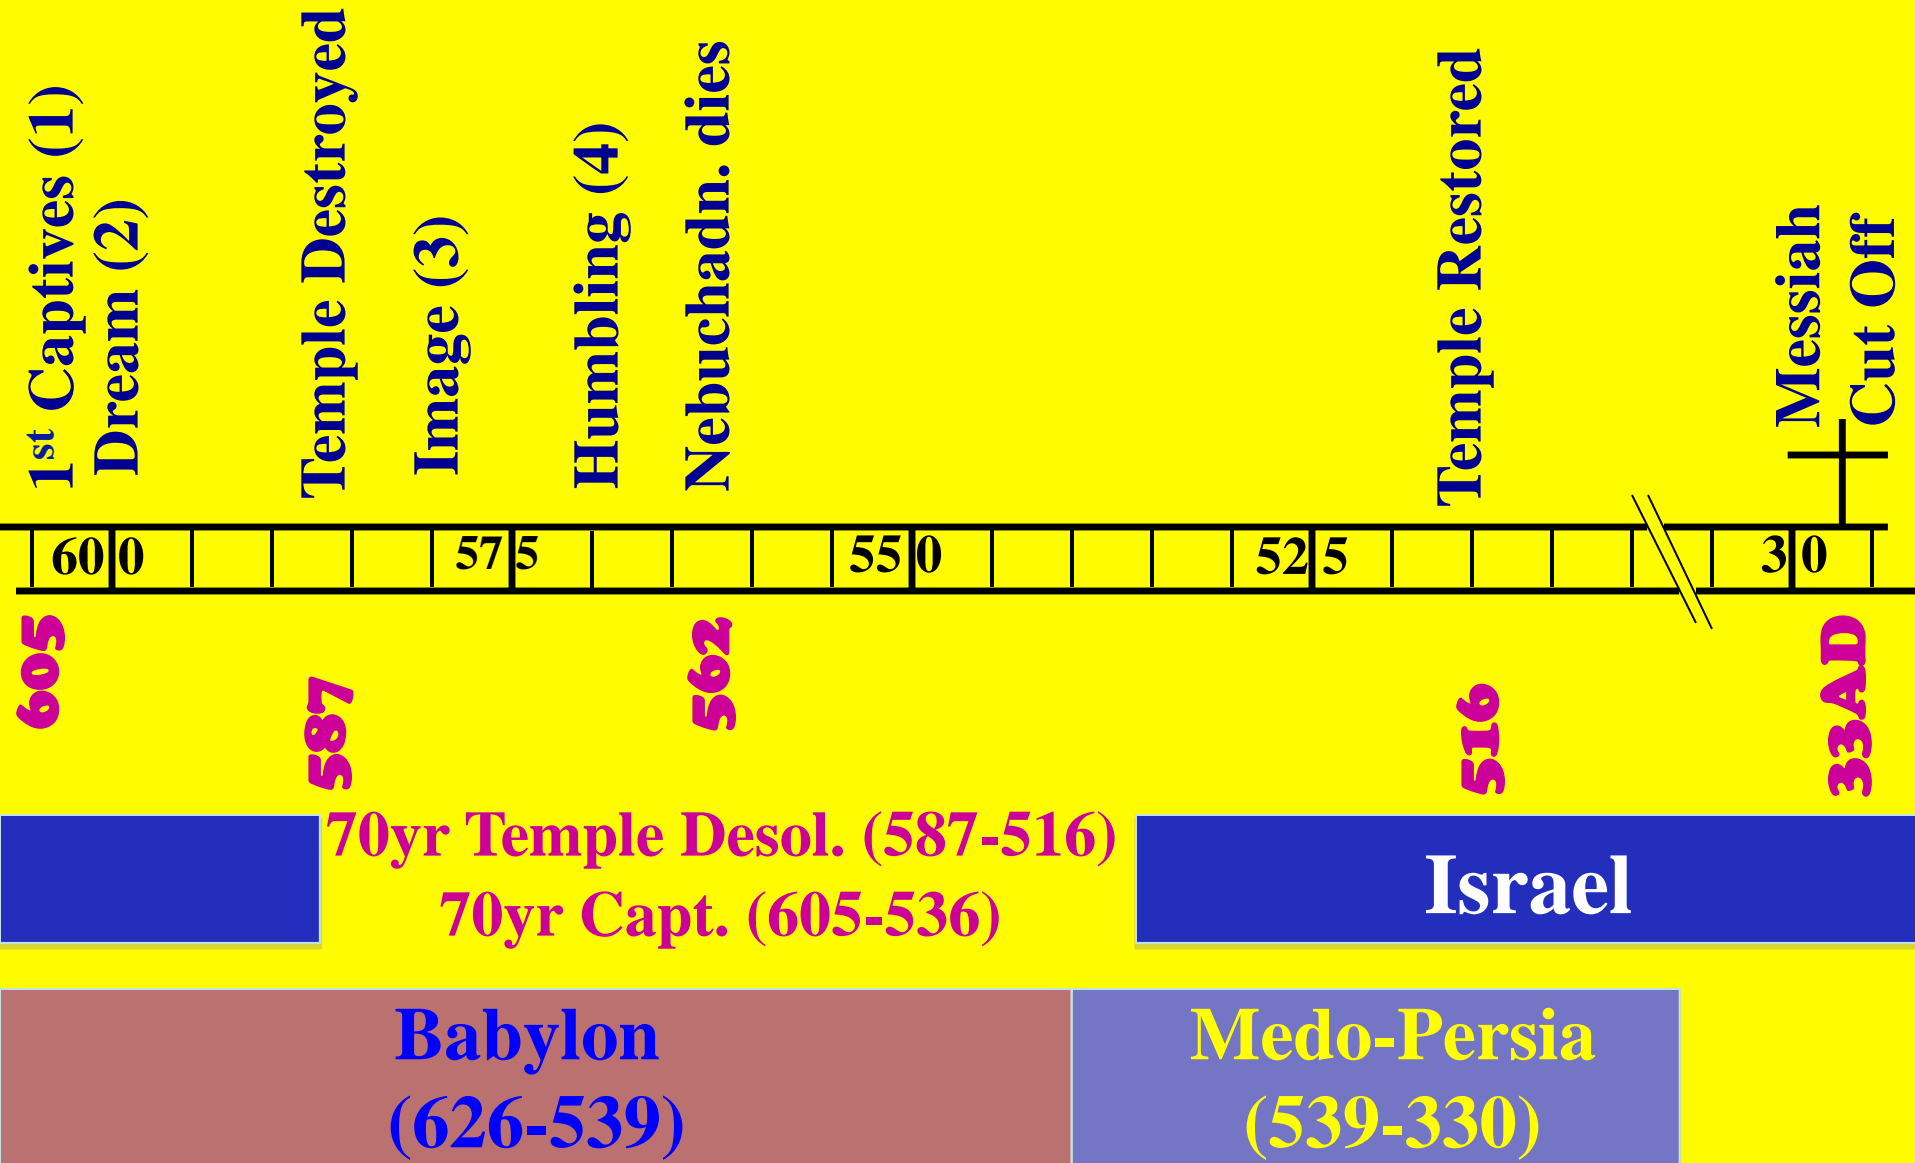 1st Captives (1)
Dream (2)
Temple Destroyed
Image (3)
Humbling (4)
Nebuchadn. dies
Temple Restored
Messiah
Cut Off
600
575
550
525
30
605
587
562
516
33AD
70yr Temple Desol. (587-516)
70yr Capt. (605-536)
Israel
Babylon
(626-539)
Medo-Persia
(539-330)